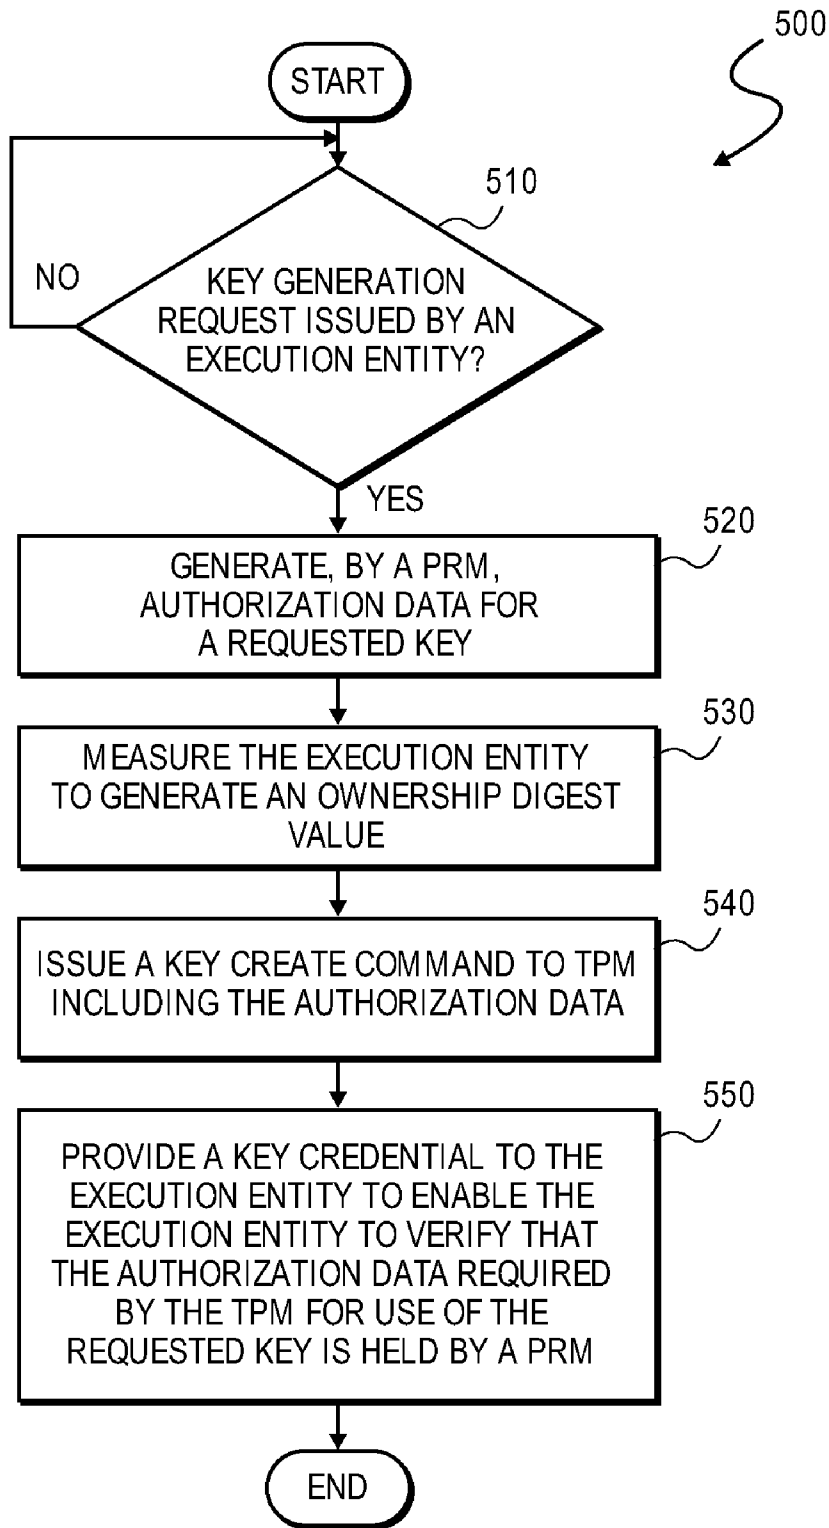 500
START
510
NO
KEY GENERATION
REQUEST ISSUED BY AN
EXECUTION ENTITY?
YES
520
GENERATE, BY A PRM,
AUTHORIZATION DATA FOR
A REQUESTED KEY
530
MEASURE THE EXECUTION ENTITY
TO GENERATE AN OWNERSHIP DIGEST
VALUE
540
ISSUE A KEY CREATE COMMAND TO TPM
INCLUDING THE AUTHORIZATION DATA
550
PROVIDE A KEY CREDENTIAL TO THE
EXECUTION ENTITY TO ENABLE THE
EXECUTION ENTITY TO VERIFY THAT
THE AUTHORIZATION DATA REQUIRED
BY THE TPM FOR USE OF THE
REQUESTED KEY IS HELD BY A PRM
END